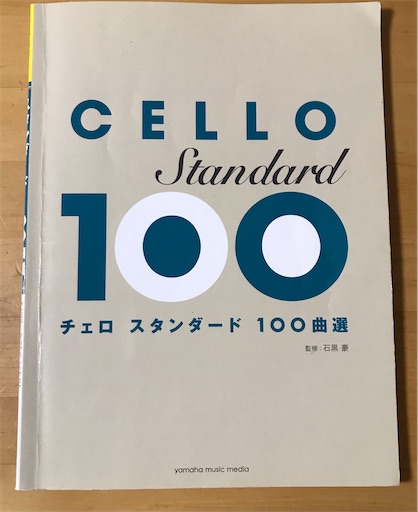 CELLO
Standard
100
チェロ スタンダード 100曲選
監修：石黒 豪
yamaha music media